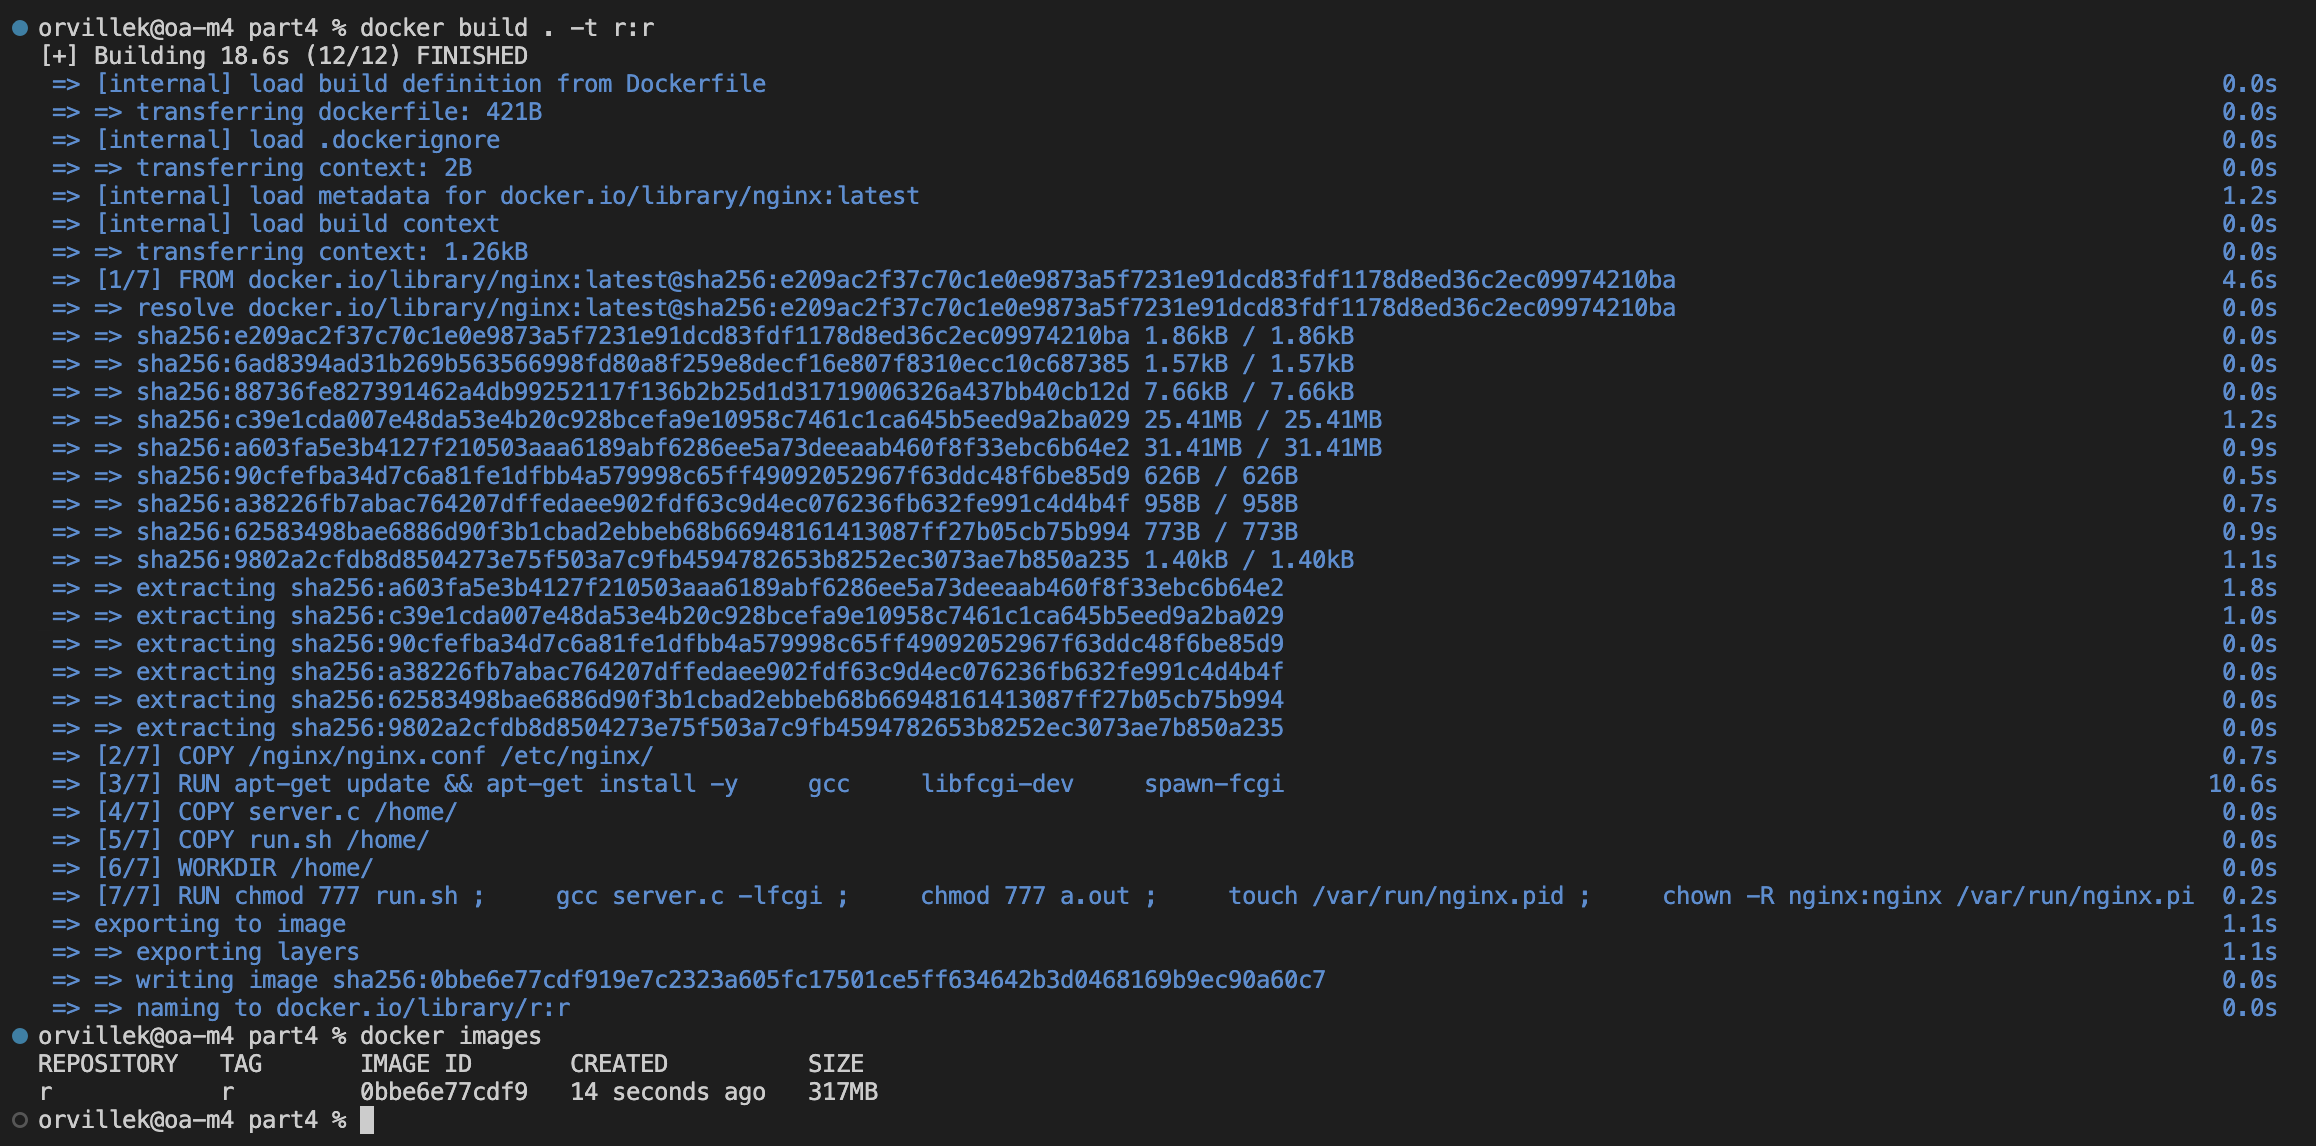 orvillek@oa-m4 part4 % docker build . -t r:r
[+] Building 18.6s (12/12) FINISHED
=> [internal] load build definition from Dockerfile 0.0s
=> => transferring dockerfile: 421B 0.0s
=> [internal] load .dockerignore 0.0s
=> => transferring context: 2B 0.0s
=> [internal] load metadata for docker.io/library/nginx:latest 1.2s
=> [internal] load build context 0.0s
=> => transferring context: 1.26kB 0.0s
=> [1/7] FROM docker.io/library/nginx:latest@sha256:e209ac2f37c70c1e0e9873a5f7231e91dcd83fdf1178d8ed36c2ec09974210ba 4.6s
=> => resolve docker.io/library/nginx:latest@sha256:e209ac2f37c70c1e0e9873a5f7231e91dcd83fdf1178d8ed36c2ec09974210ba 0.0s
=> => sha256:e209ac2f37c70c1e0e9873a5f7231e91dcd83fdf1178d8ed36c2ec09974210ba 1.86kB / 1.86kB 0.0s
=> => sha256:6ad8394ad31b269b563566998fd80a8f259e8decf16e807f8310ecc10c687385 1.57kB / 1.57kB 0.0s
=> => sha256:88736fe827391462a4db99252117f136b2b25d1d31719006326a437bb40cb12d 7.66kB / 7.66kB 0.0s
=> => sha256:c39e1cda007e48da53e4b20c928bcefa9e10958c7461c1ca645b5eed9a2ba029 25.41MB / 25.41MB 1.2s
=> => sha256:a603fa5e3b4127f210503aaa6189abf6286ee5a73deeaab460f8f33ebc6b64e2 31.41MB / 31.41MB 0.9s
=> => sha256:90cfefba34d7c6a81fe1dfbb4a579998c65ff49092052967f63ddc48f6be85d9 626B / 626B 0.5s
=> => sha256:a38226fb7abac764207dffedaee902fdf63c9d4ec076236fb632fe991c4d4b4f 958B / 958B 0.7s
=> => sha256:62583498bae6886d90f3b1cbad2ebbeb68b66948161413087ff27b05cb75b994 773B / 773B 0.9s
=> => sha256:9802a2cfdb8d8504273e75f503a7c9fb4594782653b8252ec3073ae7b850a235 1.40kB / 1.40kB 1.1s
=> => extracting sha256:a603fa5e3b4127f210503aaa6189abf6286ee5a73deeaab460f8f33ebc6b64e2 1.8s
=> => extracting sha256:c39e1cda007e48da53e4b20c928bcefa9e10958c7461c1ca645b5eed9a2ba029 1.0s
=> => extracting sha256:90cfefba34d7c6a81fe1dfbb4a579998c65ff49092052967f63ddc48f6be85d9 0.0s
=> => extracting sha256:a38226fb7abac764207dffedaee902fdf63c9d4ec076236fb632fe991c4d4b4f 0.0s
=> => extracting sha256:62583498bae6886d90f3b1cbad2ebbeb68b66948161413087ff27b05cb75b994 0.0s
=> => extracting sha256:9802a2cfdb8d8504273e75f503a7c9fb4594782653b8252ec3073ae7b850a235 0.0s
=> [2/7] COPY /nginx/nginx.conf /etc/nginx/ 0.7s
=> [3/7] RUN apt-get update && apt-get install -y     gcc     libfcgi-dev     spawn-fcgi 10.6s
=> [4/7] COPY server.c /home/ 0.0s
=> [5/7] COPY run.sh /home/ 0.0s
=> [6/7] WORKDIR /home/ 0.0s
=> [7/7] RUN chmod 777 run.sh ;     gcc server.c -lfcgi ;     chmod 777 a.out ;     touch /var/run/nginx.pid ;     chown -R nginx:nginx /var/run/nginx.pi 0.2s
=> exporting to image 1.1s
=> => exporting layers 1.1s
=> => writing image sha256:0bbe6e77cdf919e7c2323a605fc17501ce5ff634642b3d0468169b9ec90a60c7 0.0s
=> => naming to docker.io/library/r:r 0.0s
orvillek@oa-m4 part4 % docker images
REPOSITORY   TAG       IMAGE ID       CREATED          SIZE
r            r         0bbe6e77cdf9   14 seconds ago   317MB
orvillek@oa-m4 part4 %